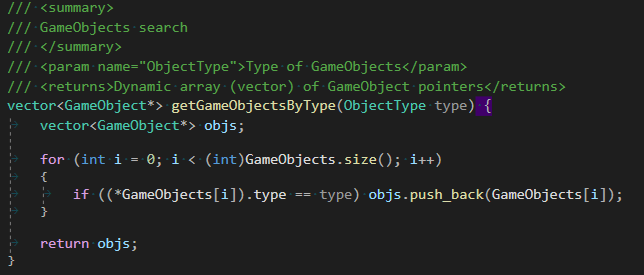 /// <summary>
/// GameObjects search
/// </summary>
/// <param name="ObjectType">Type of GameObjects</param>
/// <returns>Dynamic array (vector) of GameObject pointers</returns>
vector<GameObject*> getGameObjectsByType(ObjectType type) {
    vector<GameObject*> objs;

    for (int i = 0; i < (int)GameObjects.size(); i++)
    {
        if ((*GameObjects[i]).type == type) objs.push_back(GameObjects[i]);
    }

    return objs;
}